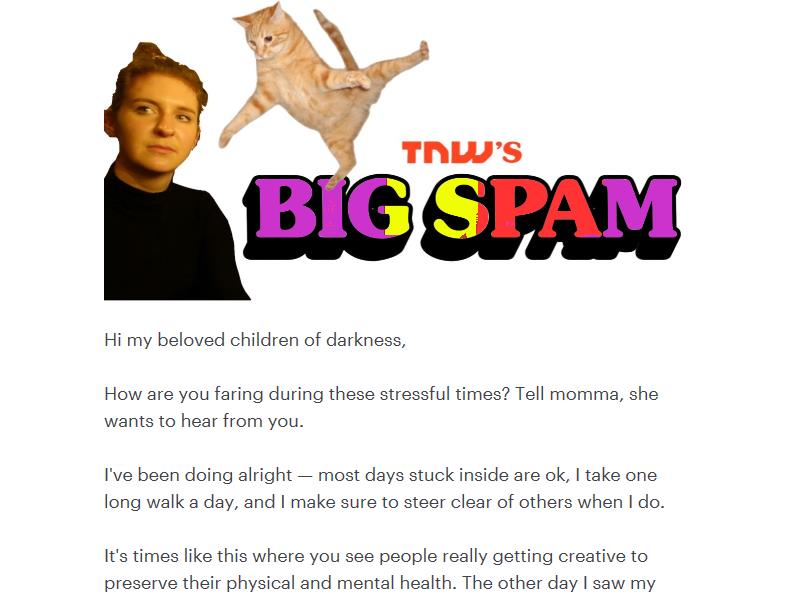 TNW'S
BIG SPAM
Hi my beloved children of darkness,
How are you faring during these stressful times? Tell momma, she
wants to hear from you.
I've been doing alright — most days stuck inside are ok, I take one
long walk a day, and I make sure to steer clear of others when I do.
It's times like this where you see people really getting creative to
preserve their physical and mental health. The other day I saw my